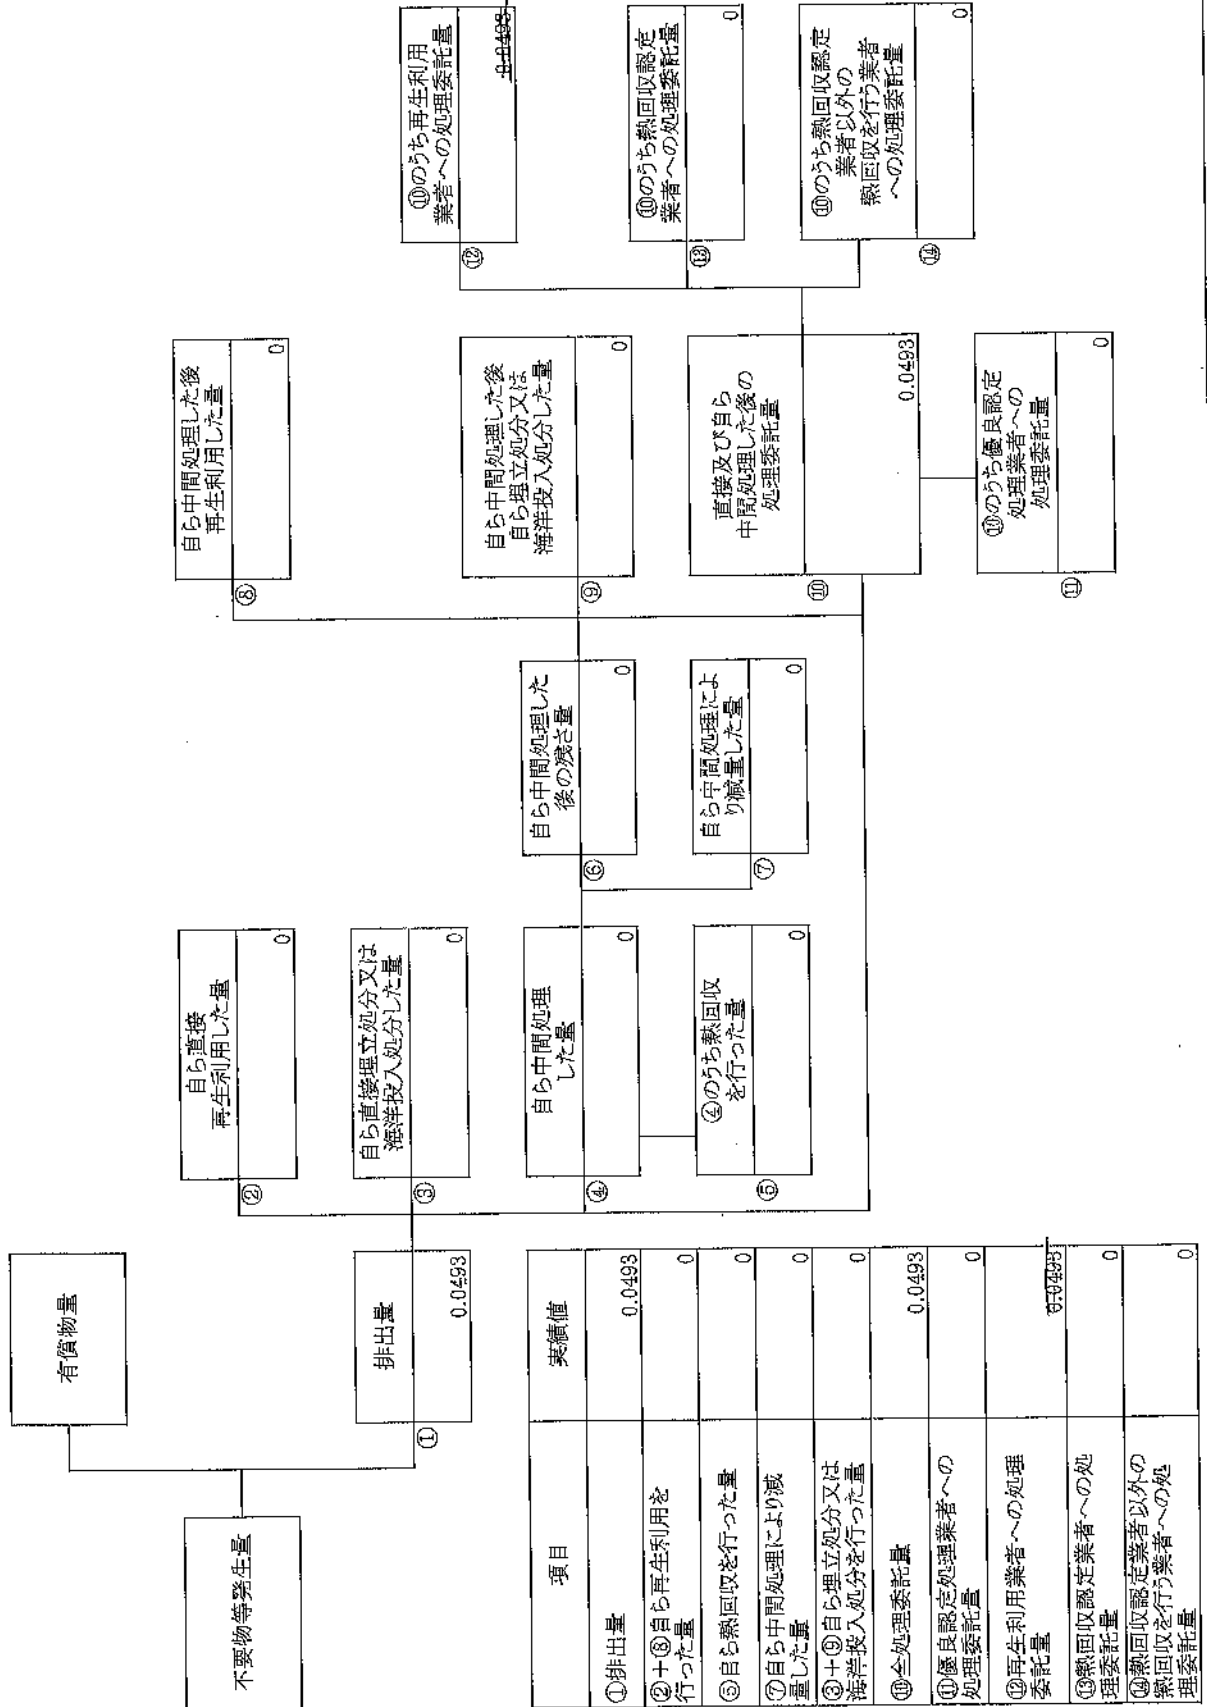 有償物量
不要物等発生量
①
排出量
0.0493
②
自ら直接
再生利用した量
0
③
自ら直接埋立処分又は
海洋投入処分した量
0
④
自ら中間処理
した量
0
⑤
④のうち熱回収
を行った量
0
⑥
自ら中間処理した
後の残さ量
0
⑦
自ら中間処理によ
り減量した量
0
⑧
自ら中間処理した後
再生利用した量
0
⑨
自ら中間処理した後
自ら埋立処分又は
海洋投入処分した量
0
⑩
直接及び自ら
中間処理した後の
処理委託量
0.0493
⑪
⑩のうち優良認定
処理業者への
処理委託量
0
⑫
⑩のうち再生利用
業者への処理委託量
0.0493
⑬
⑩のうち熱回収認定
業者への処理委託量
0
⑭
⑩のうち熱回収認定
業者以外の
熱回収を行う業者
への処理委託量
0
項目 実績値
①排出量 0.0493
②+⑧自ら再生利用を
行った量 0
⑤自ら熱回収を行った量 0
⑦自ら中間処理により減
量した量 0
③+⑨自ら埋立処分又は
海洋投入処分を行った量 0
⑩全処理委託量 0.0493
⑪優良認定処理業者への
処理委託量 0
⑫再生利用業者への処理
委託量 0.0493
⑬熱回収認定業者への処
理委託量 0
⑭熱回収認定業者以外の
熱回収を行う業者への処
理委託量 0